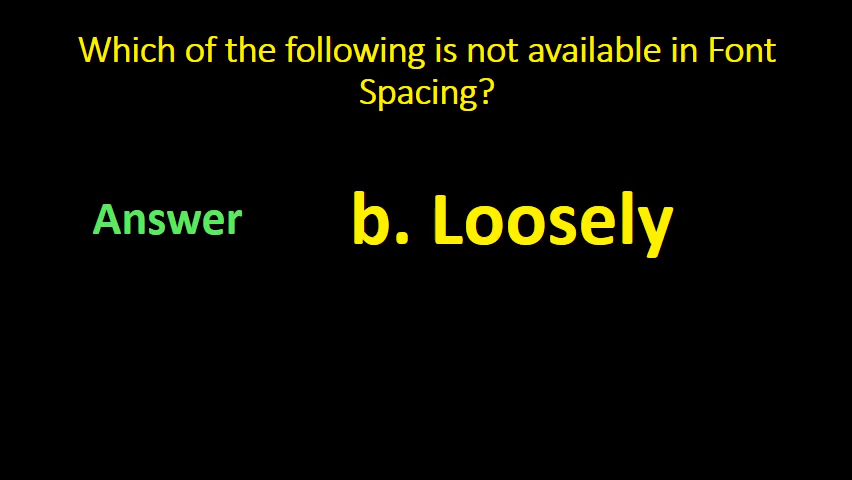 Which of the following is not available in Font
Spacing?
Answer
b. Loosely